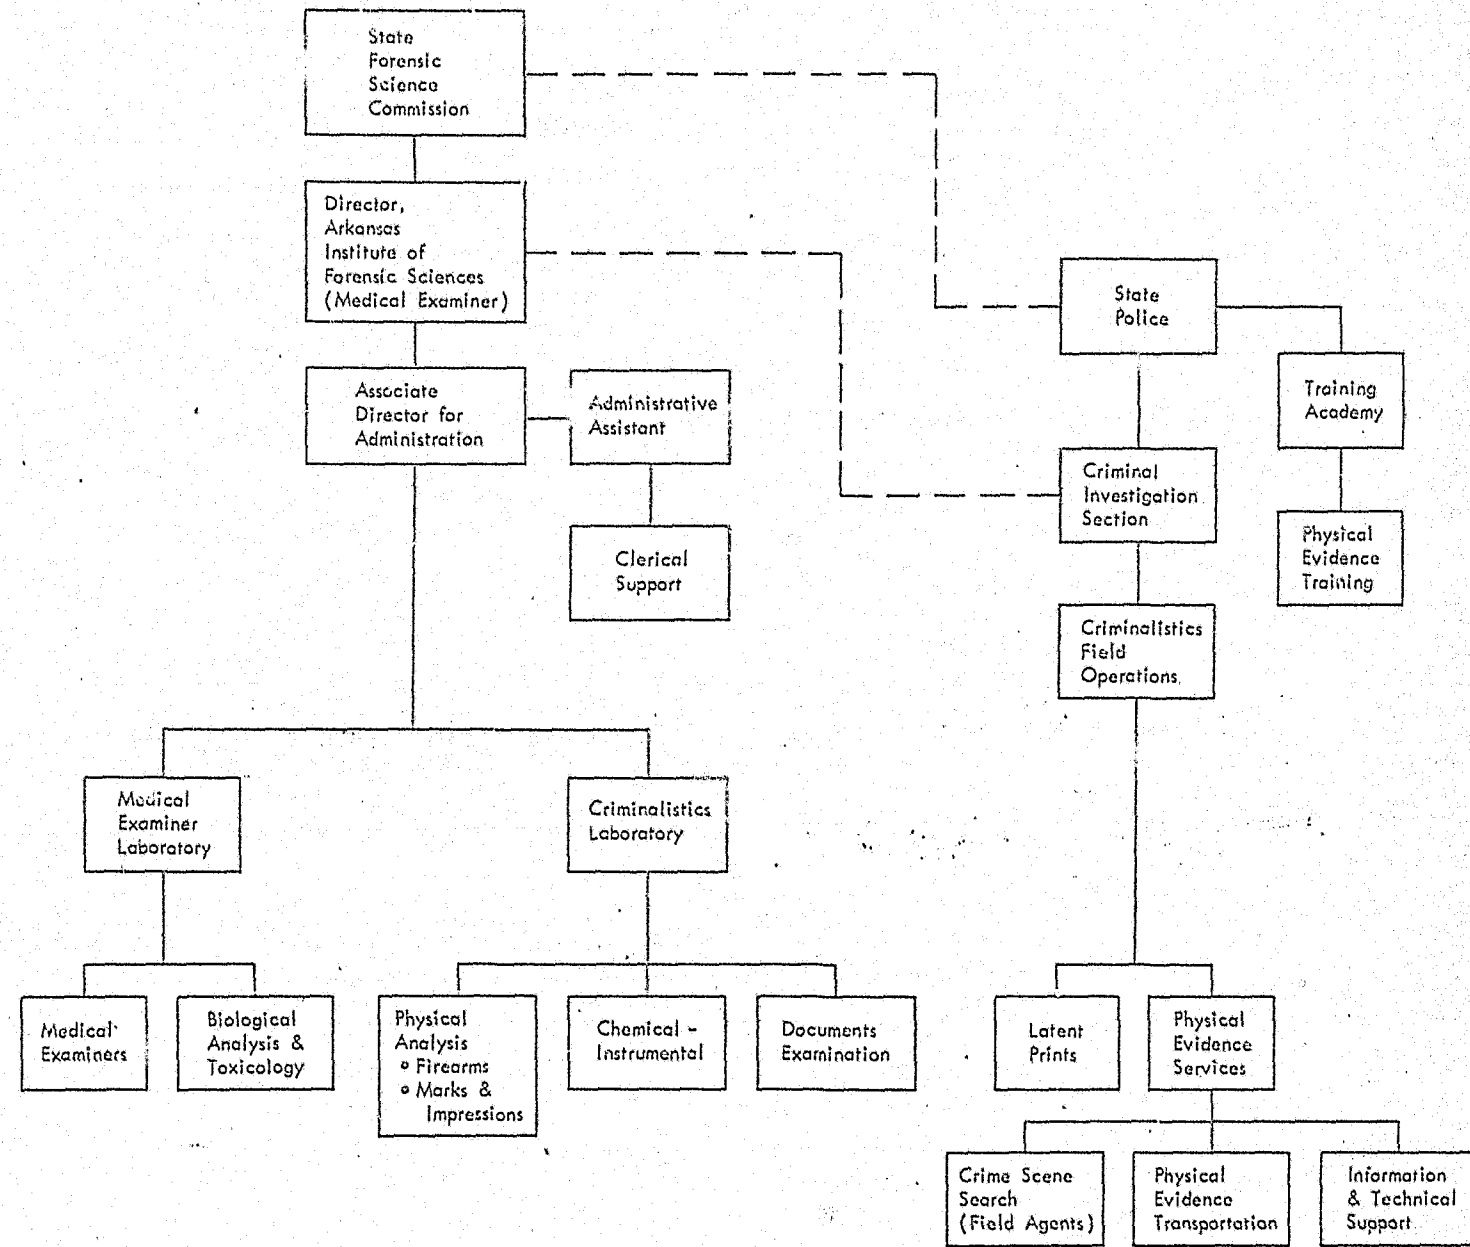 State
Forensic
Science
Commission
Director,
Arkansas
Institute of
Forensic Sciences
(Medical Examiner)
State
Police
Associate
Director for
Administration
Administrative
Assistant
Training
Academy
Criminal
Investigation
Section
Clerical
Support
Physical
Evidence
Training
Criminalistics
Field
Operations
Medical
Examiner
Laboratory
Criminalistics
Laboratory
Medical
Examiners
Biological
Analysis &
Toxicology
Physical
Analysis
o Firearms
o Marks &
Impressions
Chemical -
Instrumental
Documents
Examination
Latent
Prints
Physical
Evidence
Services
Crime Scene
Search
(Field Agents)
Physical
Evidence
Transportation
Information
& Technical
Support